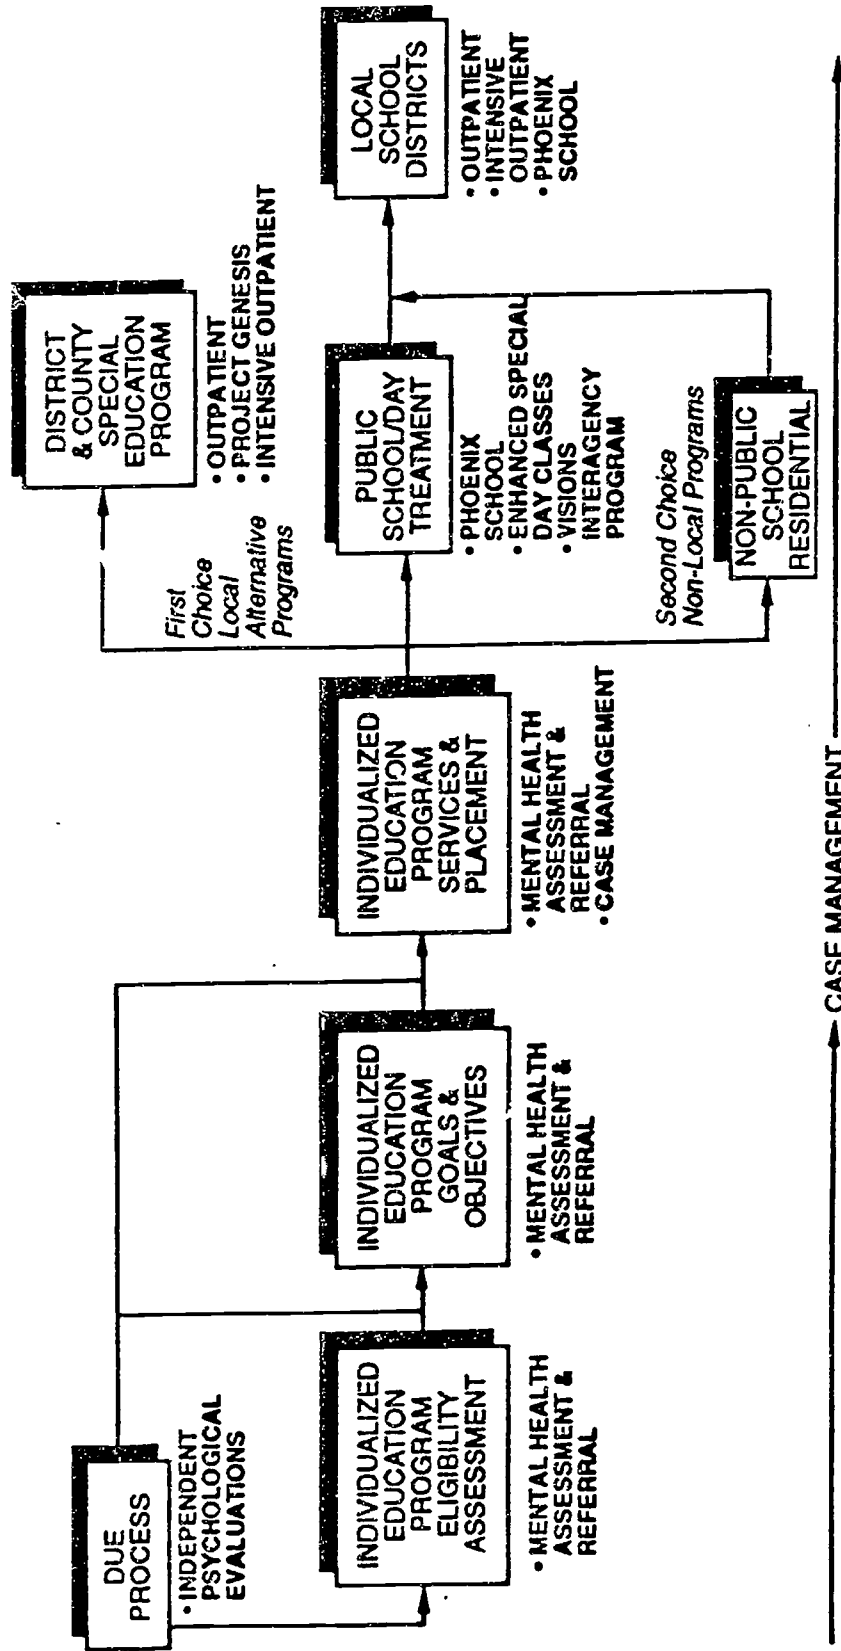 DUE
PROCESS
• INDEPENDENT
PSYCHOLOGICAL
EVALUATIONS
INDIVIDUALIZED
EDUCATION
PROGRAM
ELIGIBILITY
ASSESSMENT
• MENTAL HEALTH
ASSESSMENT &
REFERRAL
INDIVIDUALIZED
EDUCATION
PROGRAM
GOALS &
OBJECTIVES
• MENTAL HEALTH
ASSESSMENT &
REFERRAL
INDIVIDUALIZED
EDUCATION
PROGRAM
SERVICES &
PLACEMENT
• MENTAL HEALTH
ASSESSMENT &
REFERRAL
• CASE MANAGEMENT
First
Choice
Local
Alternative
Programs
DISTRICT
& COUNTY
SPECIAL
EDUCATION
PROGRAM
• OUTPATIENT
• PROJECT GENESIS
• INTENSIVE OUTPATIENT
PUBLIC
SCHOOL/DAY
TREATMENT
• PHOENIX
SCHOOL
• ENHANCED SPECIAL
DAY CLASSES
• VISIONS
INTERAGENCY
PROGRAM
Second Choice
Non-Local Programs
NON-PUBLIC
SCHOOL
RESIDENTIAL
LOCAL
SCHOOL
DISTRICTS
• OUTPATIENT
• INTENSIVE
OUTPATIENT
• PHOENIX
SCHOOL
CASE MANAGEMENT